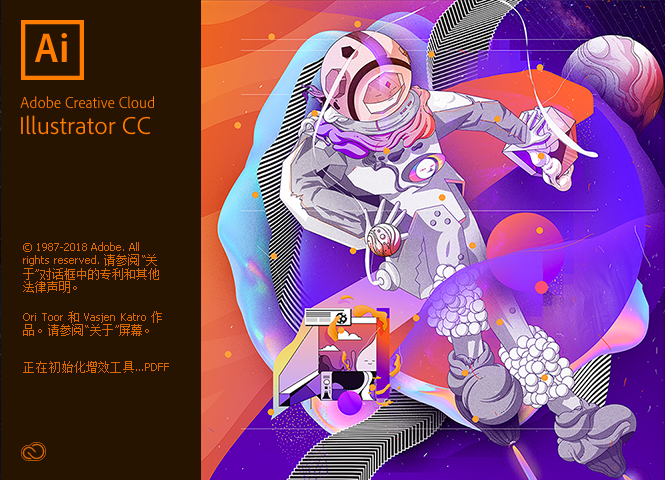 Ai
Adobe Creative Cloud
Illustrator CC
© 1987-2018 Adobe. All
rights reserved. 请参阅“关
于”对话框中的专利和其他
法律声明。
Ori Toor 和 Vasjen Katro 作
品。请参阅“关于”屏幕。
正在初始化增效工具...PDFF